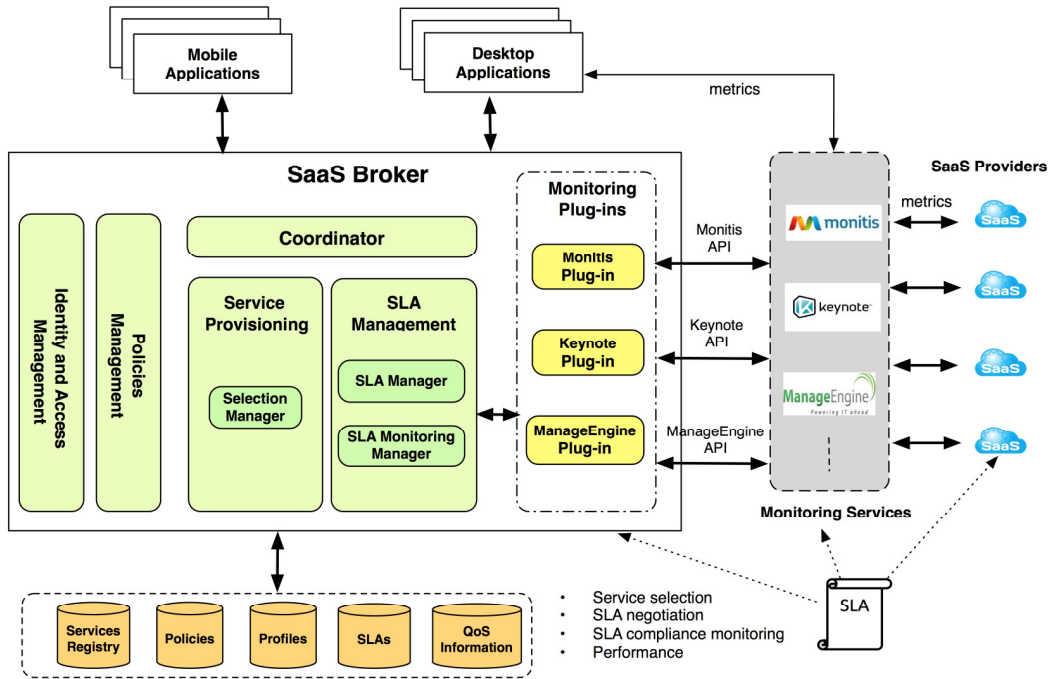 Mobile
Applications
Desktop
Applications
metrics
SaaS Broker
Identity and Access
Management
Policies
Management
Coordinator
Service
Provisioning
Selection
Manager
SLA
Management
SLA Manager
SLA Monitoring
Manager
Monitoring
Plug-ins
Monitis
Plug-in
Keynote
Plug-in
ManageEngine
Plug-in
Monitis
API
Keynote
API
ManageEngine
API
monitis
keynote
ManageEngine
Powering IT ahead
Monitoring Services
SaaS Providers
metrics
SaaS
SaaS
SaaS
SaaS
Services
Registry
Policies
Profiles
SLAs
QoS
Information
• Service selection
• SLA negotiation
• SLA compliance monitoring
• Performance
SLA